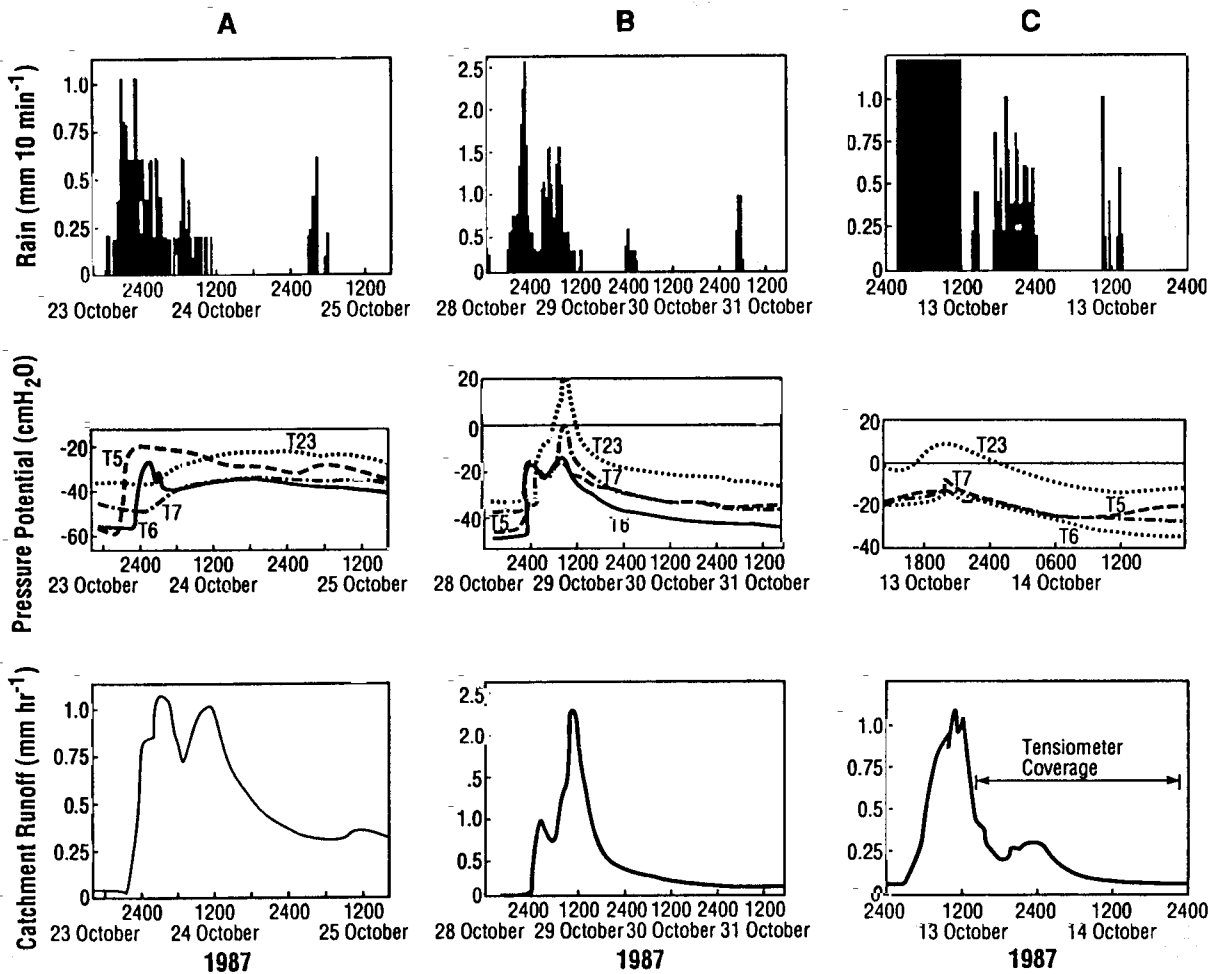 A B C
Rain (mm 10 min-1)
1.0
0.75
0.5
0.25
0
2400 1200 2400 1200
23 October 24 October 25 October
2.5
2.0
1.5
1.0
0.5
0
2400 1200 2400 1200 2400 1200
28 October 29 October 30 October 31 October
1.0
0.75
0.5
0.25
0
2400 1200 2400 1200 2400
13 October 13 October
Pressure Potential (cmH2O)
-20
-40
-60
T5
T23
T6
T7
2400 1200 2400 1200
23 October 24 October 25 October
20
0
-20
-40
T23
T7
T5
T6
2400 1200 2400 1200 2400 1200
28 October 29 October 30 October 31 October
20
0
-20
-40
T23
T7
T5
T6
1800 2400 0600 1200
13 October 14 October
Catchment Runoff (mm hr-1)
1.0
0.75
0.5
0.25
0
2400 1200 2400 1200
23 October 24 October 25 October
1987
2.5
2.0
.5
1.0
0.5
0
2400 1200 2400 1200 2400 1200
28 October 29 October 30 October 31 October
1987
1.0
0.75
0.5
0.25
0
Tensiometer
Coverage
2400 1200 2400 1200 2400
13 October 14 October
1987